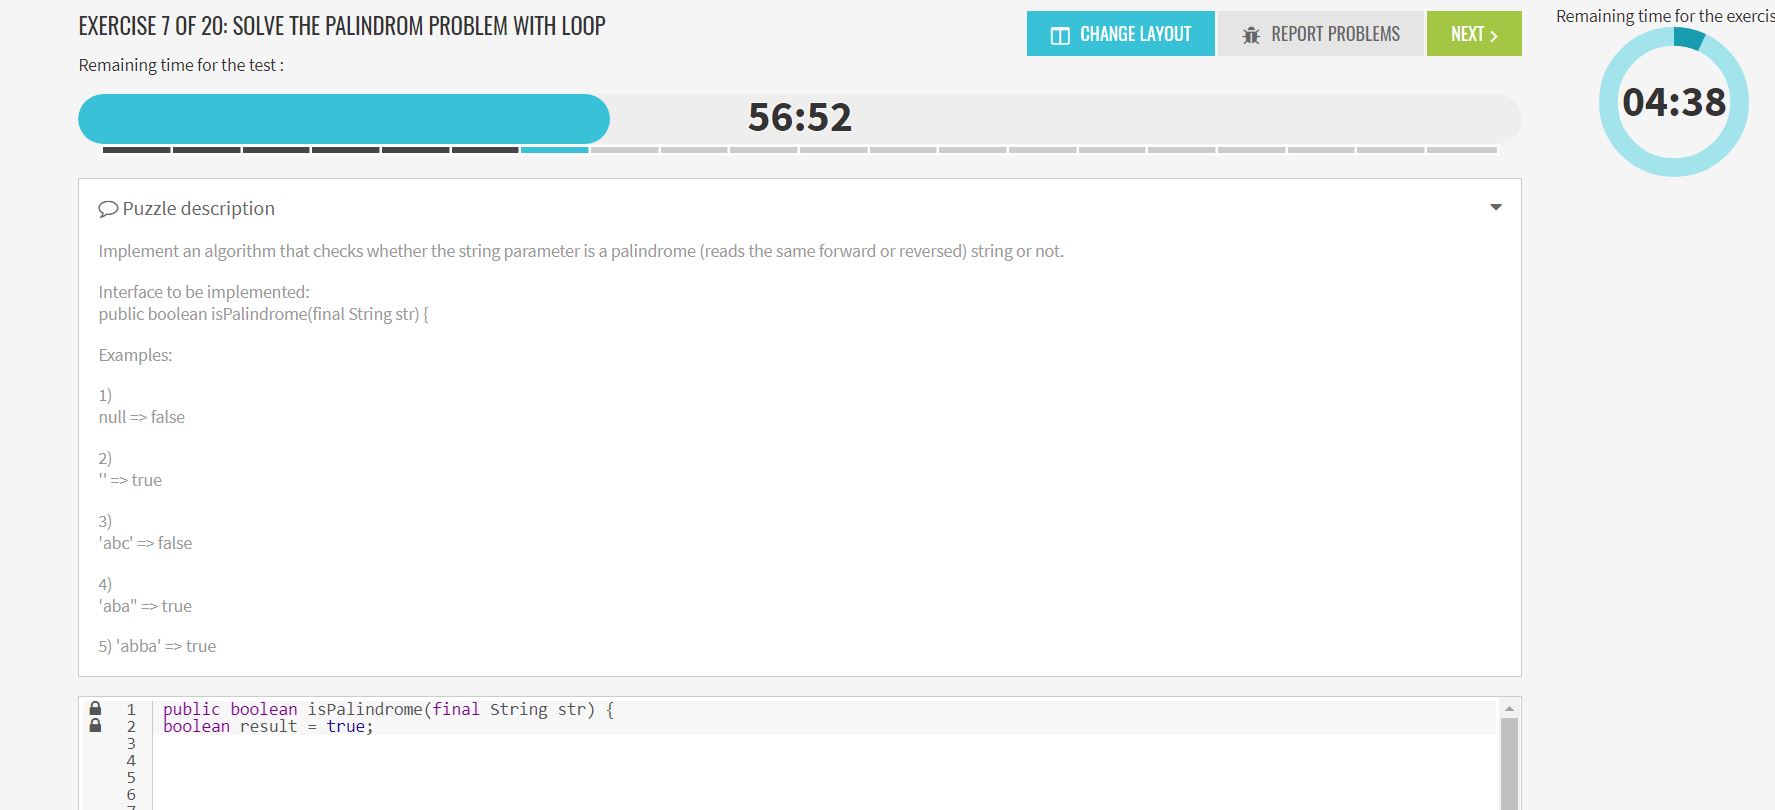 EXERCISE 7 OF 20: SOLVE THE PALINDROM PROBLEM WITH LOOP
CHANGE LAYOUT
REPORT PROBLEMS
NEXT
Remaining time for the exercis
Remaining time for the test :
56:52
04:38
Puzzle description
Implement an algorithm that checks whether the string parameter is a palindrome (reads the same forward or reversed) string or not.
Interface to be implemented:
public boolean isPalindrome(final String str) {
Examples:
1)
null => false
2)
'' => true
3)
'abc' => false
4)
'aba" => true
5) 'abba' => true
1 public boolean isPalindrome(final String str) {
2 boolean result = true;
3
4
5
6